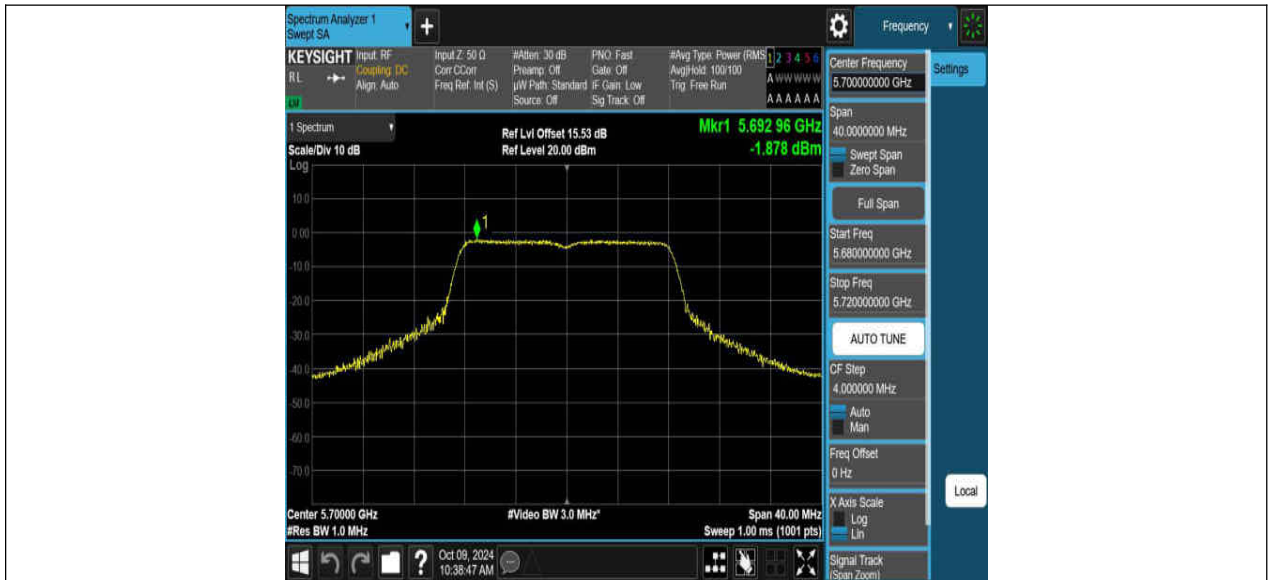 Spectrum Analyzer 1
Swept SA
+
Frequency
KEYSIGHT
RL
LXI
Input: RF
Coupling: DC
Align: Auto
Input Z: 50 Ω
Corr CCorr
Freq Ref: Int (S)
#Atten: 30 dB
Preamp: Off
µW Path: Standard
Source: Off
PNO: Fast
Gate: Off
IF Gain: Low
Sig Track: Off
#Avg Type: Power (RMS
Avg|Hold: 100/100
Trig: Free Run
1 2 3 4 5 6
A W W W W W
A A A A A A
1 Spectrum
Scale/Div 10 dB
Log
Ref Lvl Offset 15.53 dB
Ref Level 20.00 dBm
Mkr1 5.692 96 GHz
-1.878 dBm
10.0
0.00
-10.0
-20.0
-30.0
-40.0
-50.0
-60.0
-70.0
1
Center 5.70000 GHz
#Res BW 1.0 MHz
#Video BW 3.0 MHz*
Span 40.00 MHz
Sweep 1.00 ms (1001 pts)
?
Oct 09, 2024
10:38:47 AM
Center Frequency
5.700000000 GHz
Span
40.0000000 MHz
Swept Span
Zero Span
Full Span
Start Freq
5.680000000 GHz
Stop Freq
5.720000000 GHz
AUTO TUNE
CF Step
4.000000 MHz
Auto
Man
Freq Offset
0 Hz
X Axis Scale
Log
Lin
Signal Track
(Span Zoom)
Settings
Local